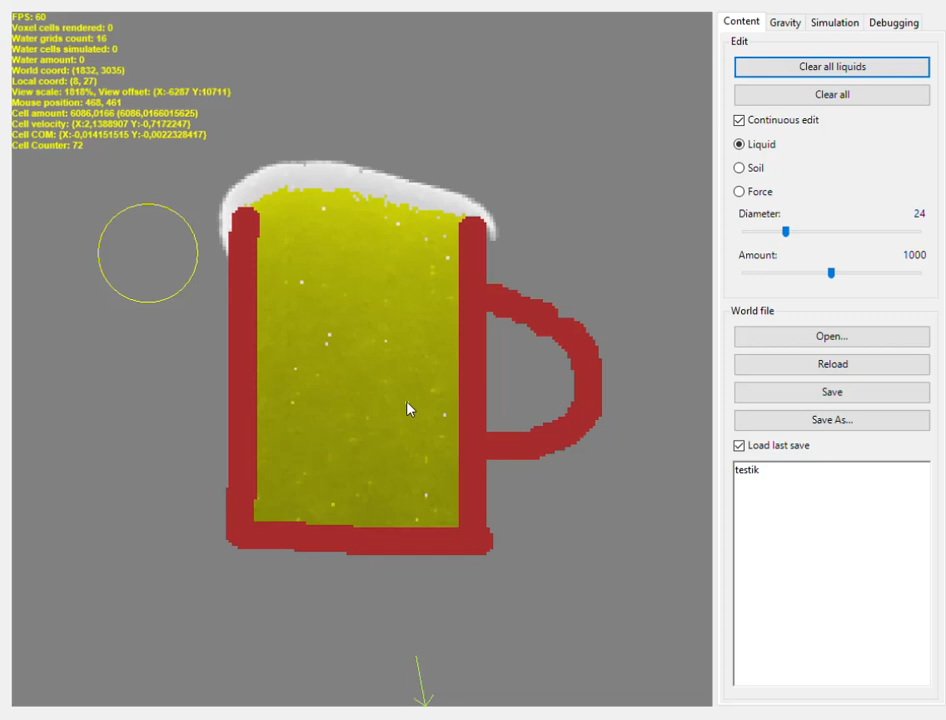 FPS: 60
Voxel cells rendered: 0
Water grids count: 16
Water cells simulated: 0
Water amount: 0
World coord: (1832, 3035)
Local coord: (8, 27)
View scale: 1818%, View offset: {X:-6287 Y:10711}
Mouse position: 468, 461
Cell amount: 6086,0166 (6086,0166015625)
Cell velocity: {X:2,1388907 Y:-0,7172247}
Cell COM: {X:-0,014151515 Y:-0,0022328417}
Cell Counter: 72
Content Gravity Simulation Debugging
Edit
Clear all liquids
Clear all
Continuous edit
Liquid
Soil
Force
Diameter: 24
Amount: 1000
World file
Open...
Reload
Save
Save As...
Load last save
testik